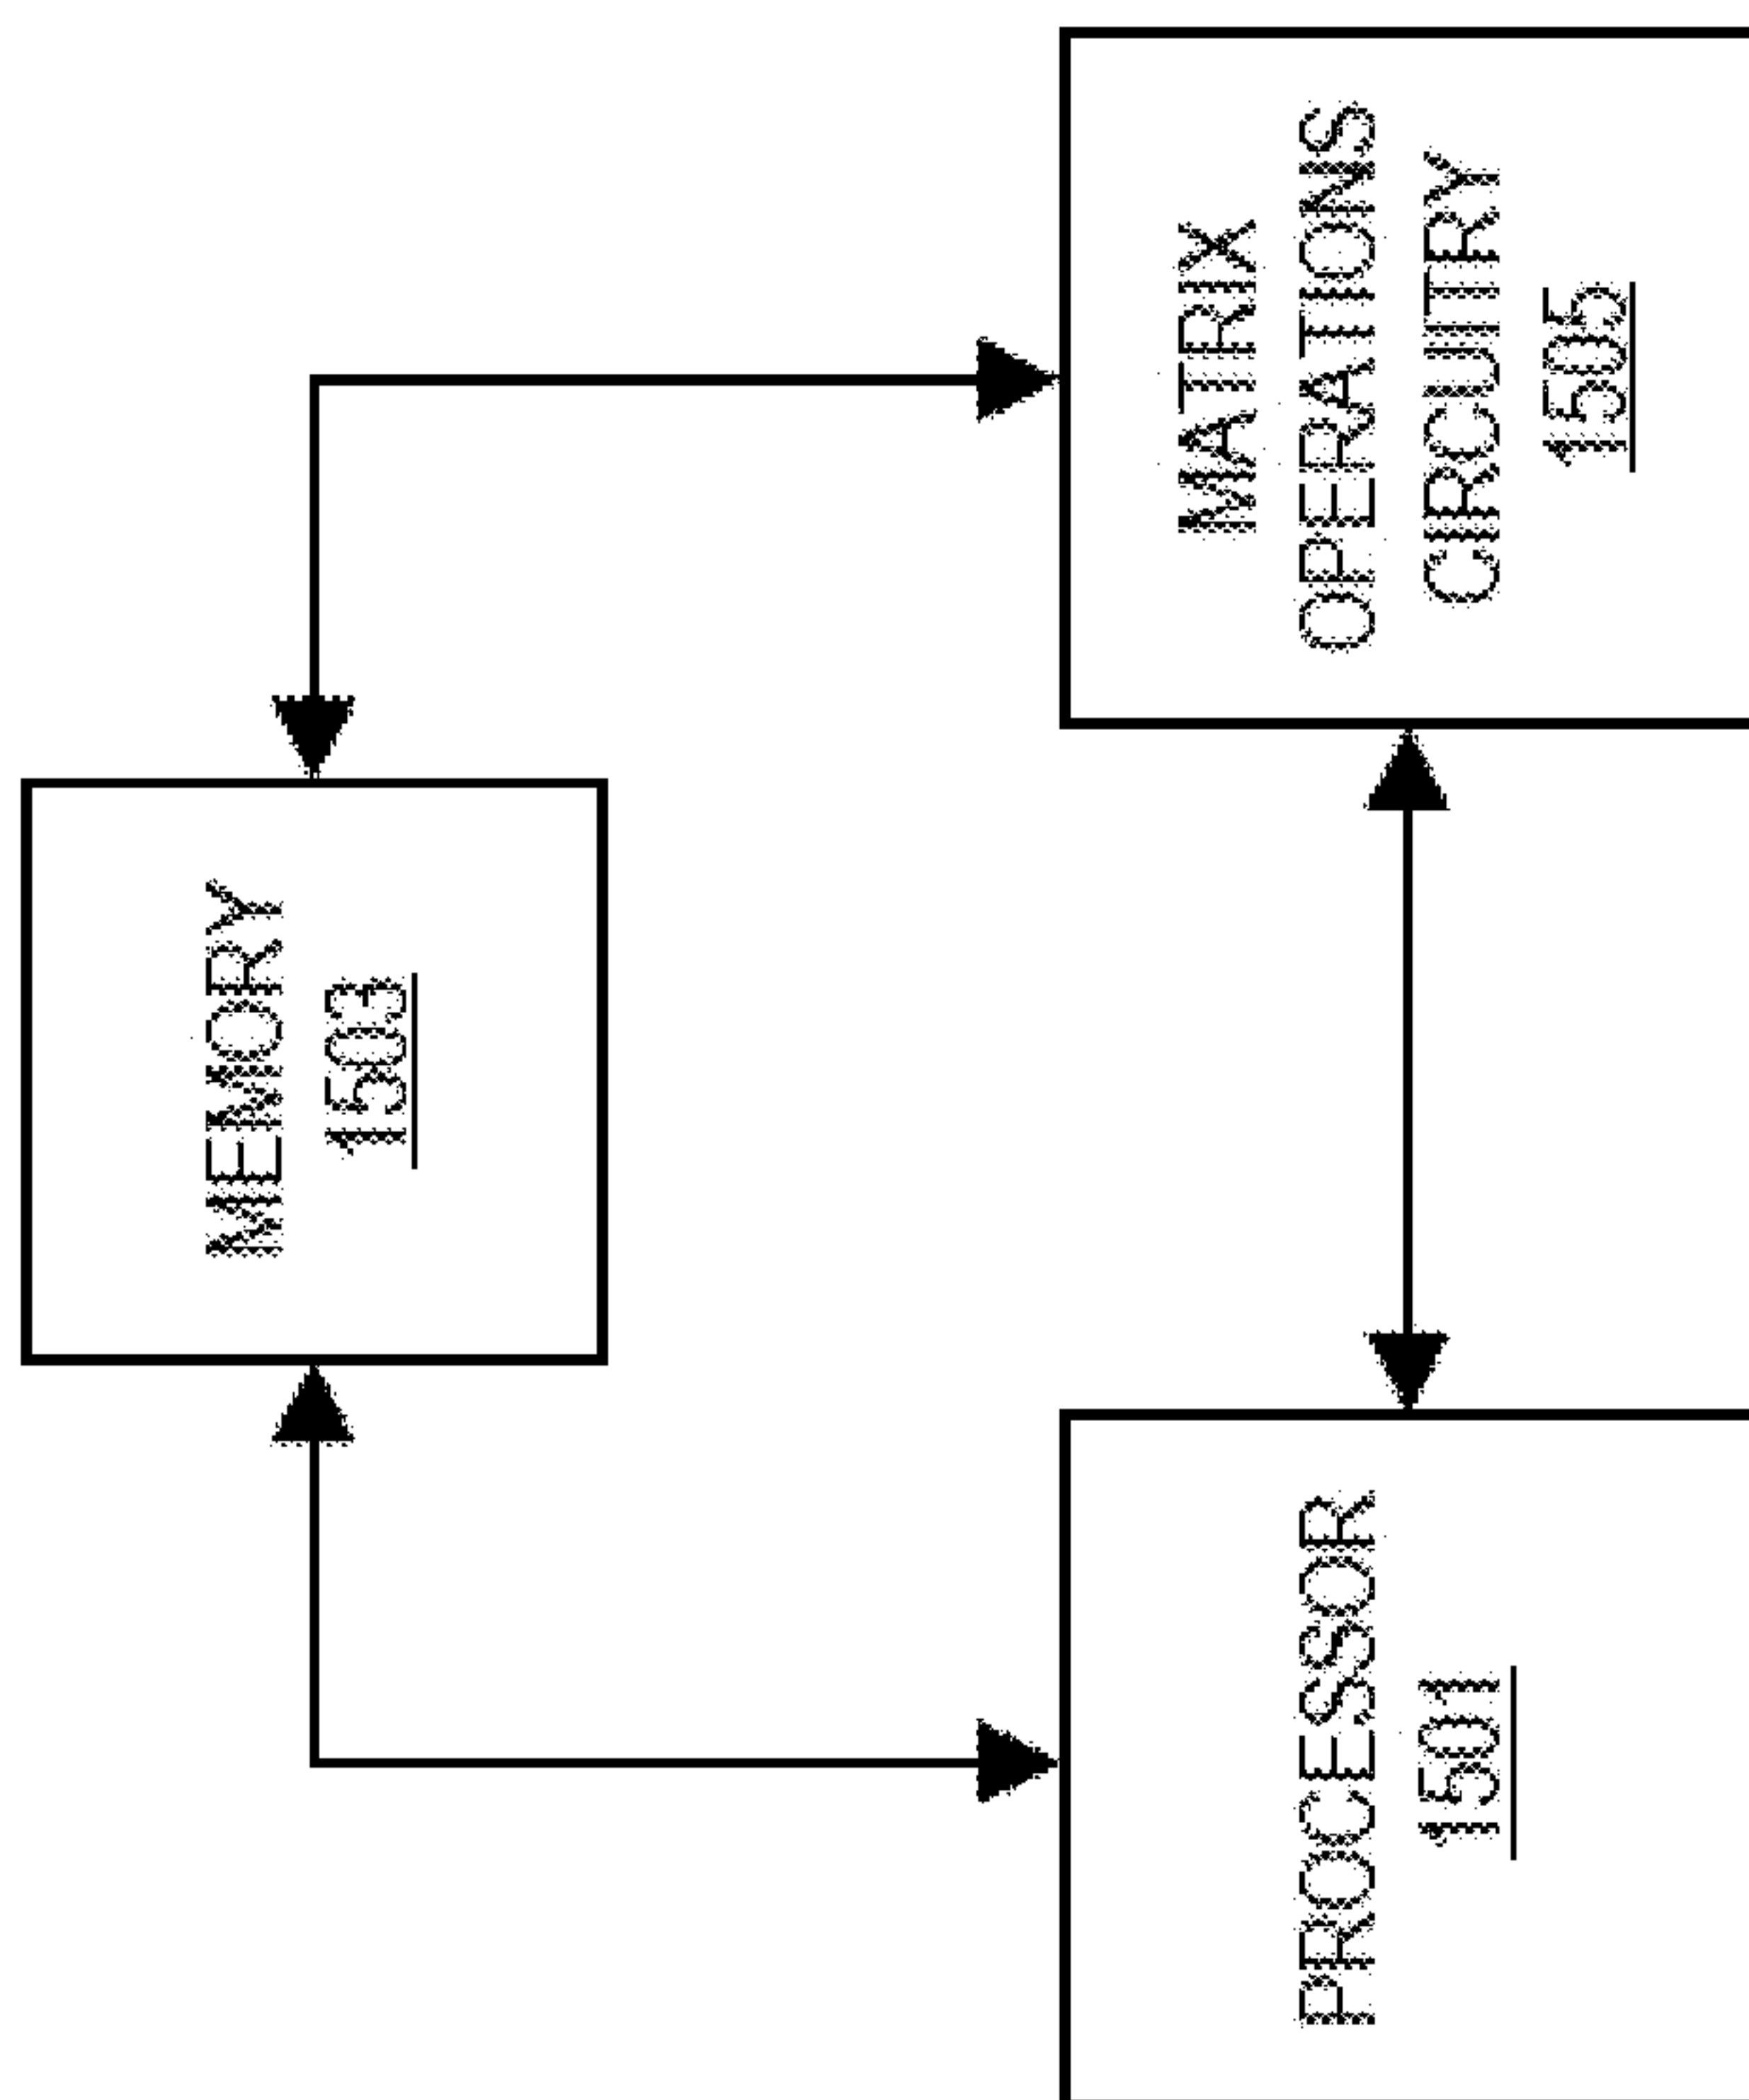 MEMORY
1503
PROCESSOR
1501
MATRIX
OPERATIONS
CIRCUITRY
1505